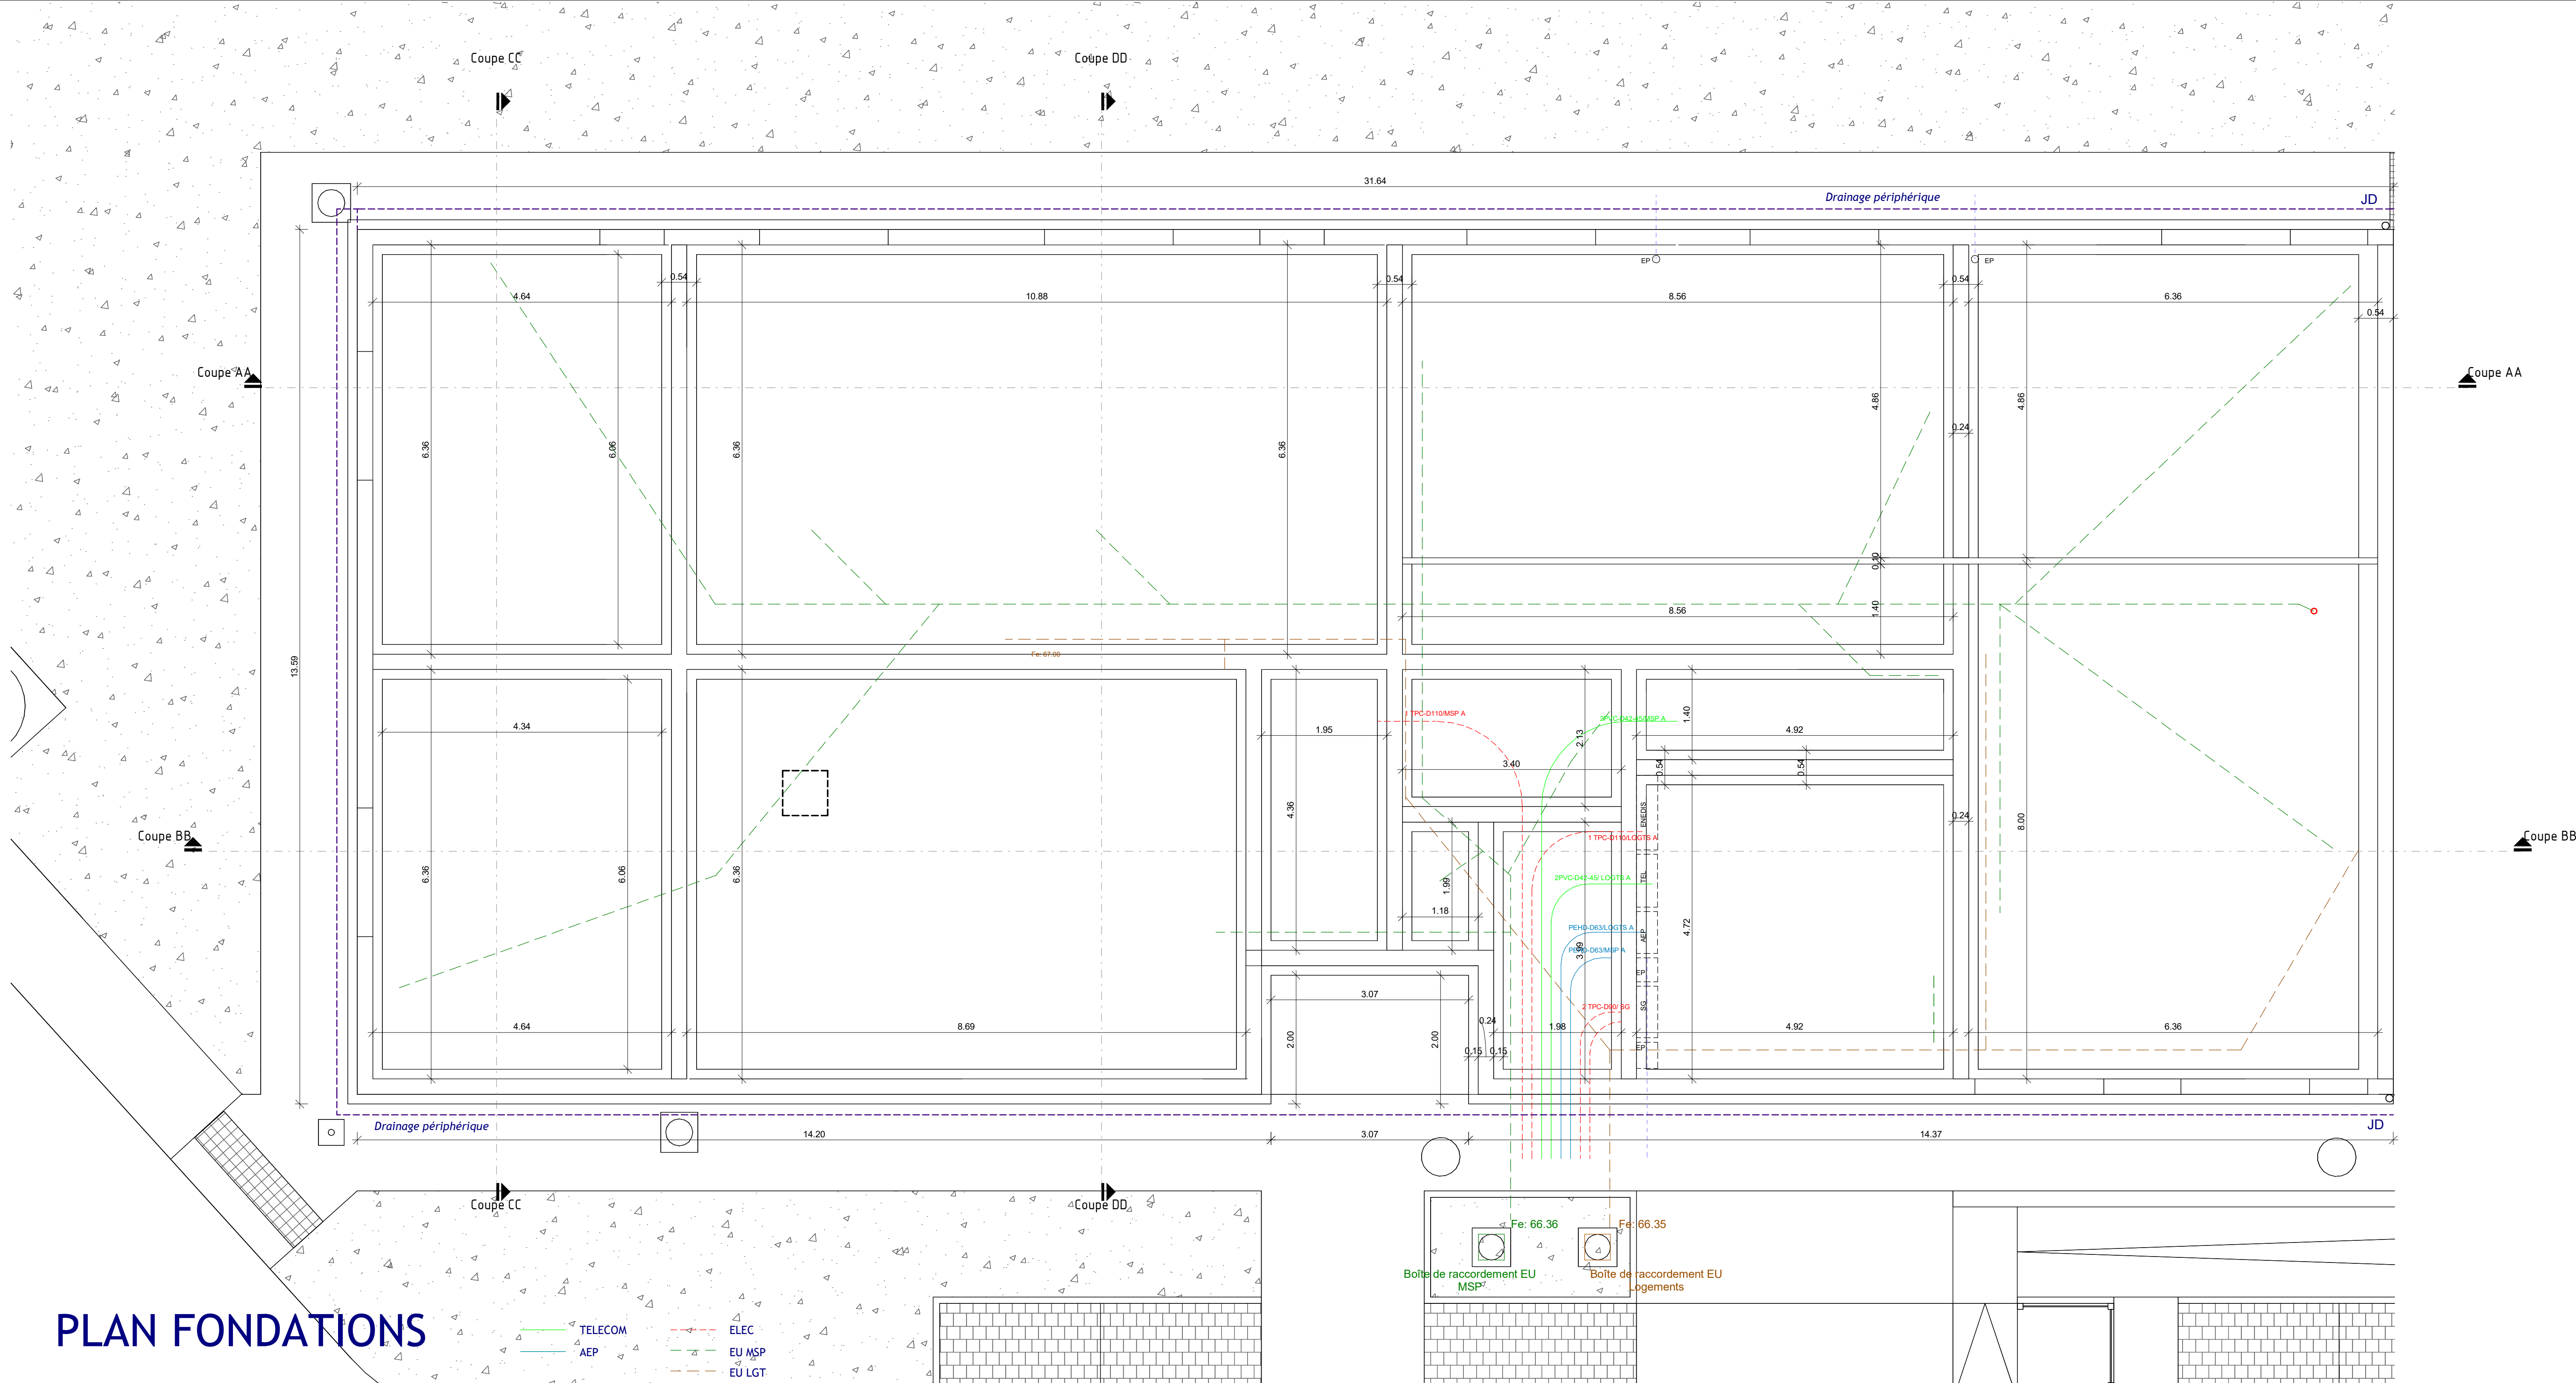 Coupe CC
Coupe DD
31.64
Drainage périphérique
JD
EP
EP
0.54
0.54
0.54
0.54
4.64
10.88
8.56
6.36
Coupe AA
Coupe AA
4.86
4.86
0.24
6.36
6.06
6.36
6.36
0.10
1.40
8.56
13.59
Fe: 67.00
1 TPC-D110/MSP A
2PVC-D42-45/MSP A
4.34
1.95
2.13
1.40
4.92
3.40
0.54
0.54
4.36
ENEDIS
0.24
8.00
Coupe BB
Coupe BB
1 TPC-D110/LOGTS A
6.36
6.06
6.36
1.99
2PVC-D42-45/ LOGTS A
TEL
1.18
PEHD-D63/LOGTS A
AEP
4.72
3.99
PEHD-D63/MSP A
EP
3.07
2 TPC-D90/ SG
SG
4.64
8.69
2.00
2.00
0.24
1.98
4.92
6.36
0.15
0.15
EP
Drainage périphérique
JD
14.20
3.07
14.37
Coupe CC
Coupe DD
Fe: 66.36
Fe: 66.35
Boîte de raccordement EU
MSP
Boîte de raccordement EU
Logements
PLAN FONDATIONS
TELECOM
ELEC
AEP
EU MSP
EU LGT